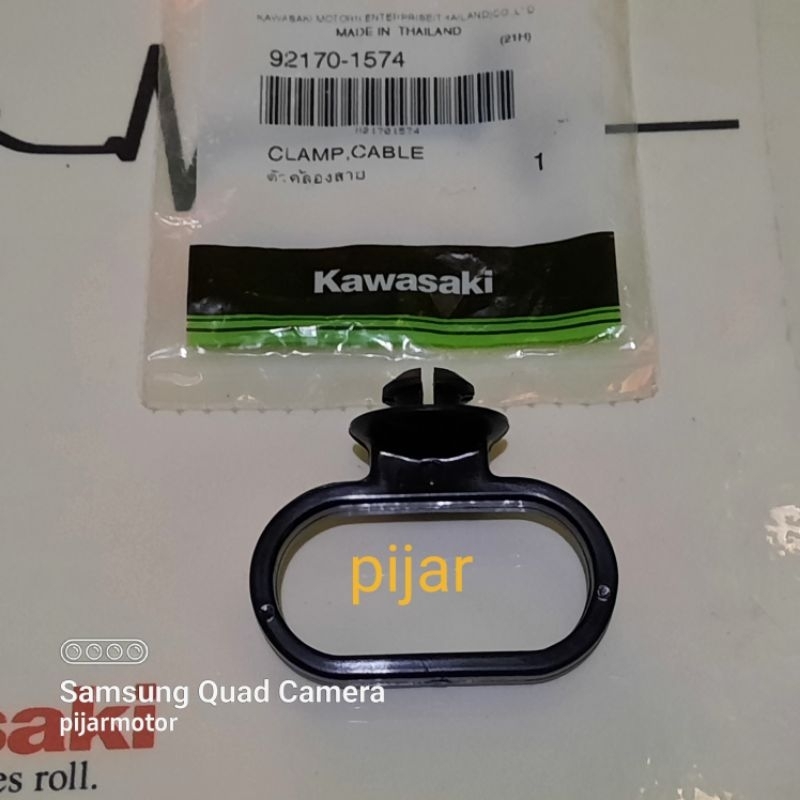 KAWASAKI MOTORS ENTERPRISE(THAILAND)CO.,LTD
MADE IN THAILAND
(21H)
92170-1574
921701574
CLAMP,CABLE
1
ตัวคล้องสาย
Kawasaki
pijar
Samsung Quad Camera
pijarmotor
saki
es roll.